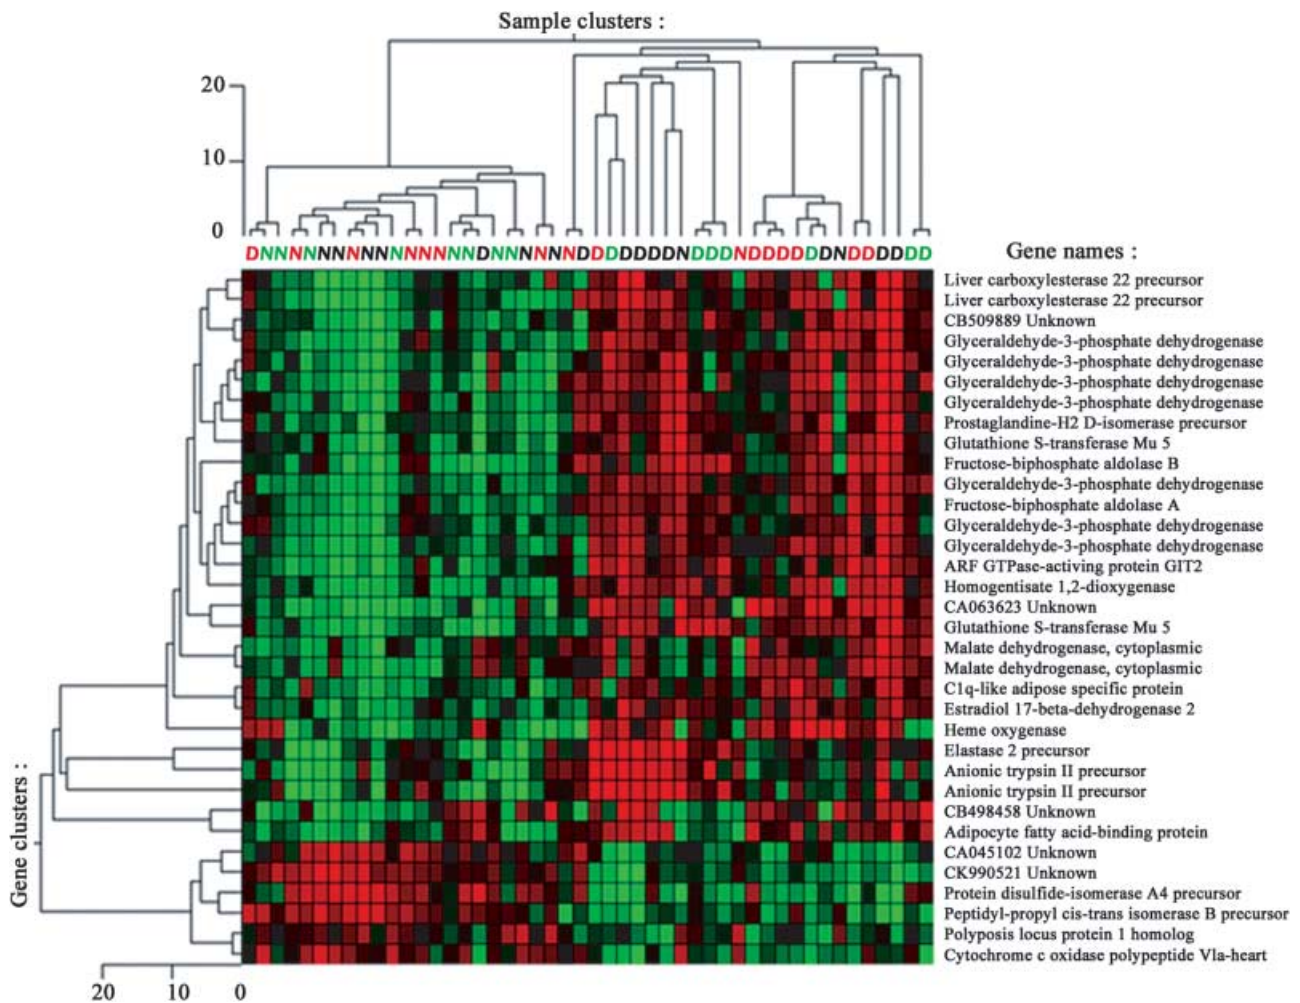 Sample clusters :
20
10
0
DNNNNNNNNNNNNNNNDNNNNNNDDDDDDDNDDDNDDDDDDNDDDDDD
Gene names :
Liver carboxylesterase 22 precursor
Liver carboxylesterase 22 precursor
CB509889 Unknown
Glyceraldehyde-3-phosphate dehydrogenase
Glyceraldehyde-3-phosphate dehydrogenase
Glyceraldehyde-3-phosphate dehydrogenase
Glyceraldehyde-3-phosphate dehydrogenase
Prostaglandine-H2 D-isomerase precursor
Glutathione S-transferase Mu 5
Fructose-biphosphate aldolase B
Glyceraldehyde-3-phosphate dehydrogenase
Fructose-biphosphate aldolase A
Glyceraldehyde-3-phosphate dehydrogenase
Glyceraldehyde-3-phosphate dehydrogenase
ARF GTPase-activing protein GIT2
Homogentisate 1,2-dioxygenase
CA063623 Unknown
Glutathione S-transferase Mu 5
Malate dehydrogenase, cytoplasmic
Malate dehydrogenase, cytoplasmic
C1q-like adipose specific protein
Estradiol 17-beta-dehydrogenase 2
Heme oxygenase
Elastase 2 precursor
Anionic trypsin II precursor
Anionic trypsin II precursor
CB498458 Unknown
Adipocyte fatty acid-binding protein
CA045102 Unknown
CK990521 Unknown
Protein disulfide-isomerase A4 precursor
Peptidyl-propyl cis-trans isomerase B precursor
Polyposis locus protein 1 homolog
Cytochrome c oxidase polypeptide Vla-heart
Gene clusters :
20 10 0